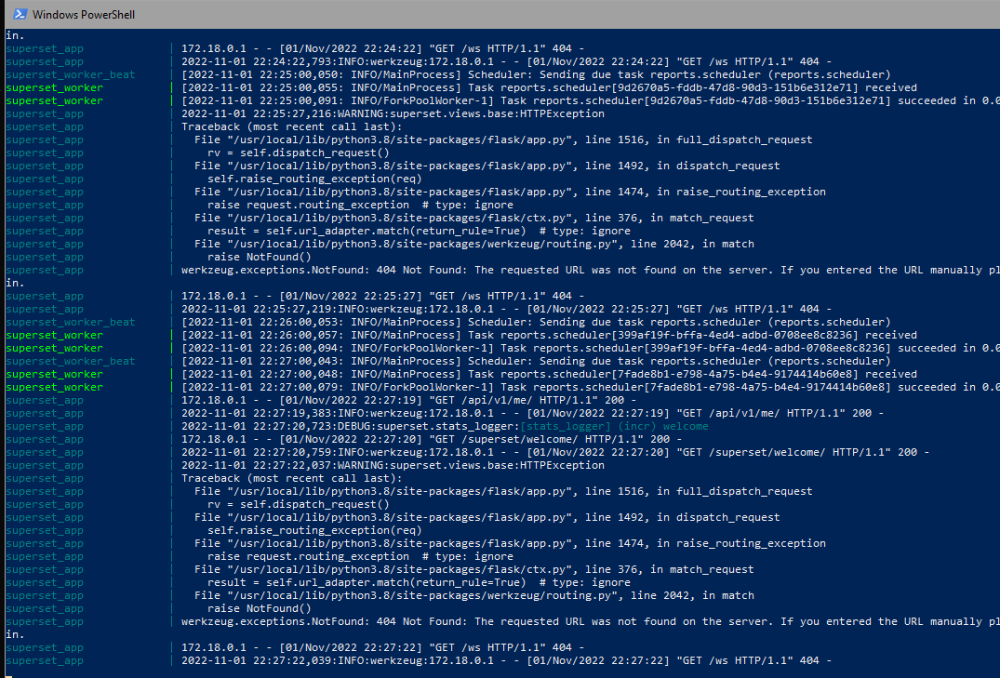 Windows PowerShell
in.
superset_app | 172.18.0.1 - - [01/Nov/2022 22:24:22] "GET /ws HTTP/1.1" 404 -
superset_app | 2022-11-01 22:24:22,793:INFO:werkzeug:172.18.0.1 - - [01/Nov/2022 22:24:22] "GET /ws HTTP/1.1" 404 -
superset_worker_beat | [2022-11-01 22:25:00,050: INFO/MainProcess] Scheduler: Sending due task reports.scheduler (reports.scheduler)
superset_worker | [2022-11-01 22:25:00,055: INFO/MainProcess] Task reports.scheduler[9d2670a5-fddb-47d8-90d3-151b6e312e71] received
superset_worker | [2022-11-01 22:25:00,091: INFO/ForkPoolWorker-1] Task reports.scheduler[9d2670a5-fddb-47d8-90d3-151b6e312e71] succeeded in 0.0
superset_app | 2022-11-01 22:25:27,216:WARNING:superset.views.base:HTTPException
superset_app | Traceback (most recent call last):
superset_app | File "/usr/local/lib/python3.8/site-packages/flask/app.py", line 1516, in full_dispatch_request
superset_app | rv = self.dispatch_request()
superset_app | File "/usr/local/lib/python3.8/site-packages/flask/app.py", line 1492, in dispatch_request
superset_app | self.raise_routing_exception(req)
superset_app | File "/usr/local/lib/python3.8/site-packages/flask/app.py", line 1474, in raise_routing_exception
superset_app | raise request.routing_exception # type: ignore
superset_app | File "/usr/local/lib/python3.8/site-packages/flask/ctx.py", line 376, in match_request
superset_app | result = self.url_adapter.match(return_rule=True) # type: ignore
superset_app | File "/usr/local/lib/python3.8/site-packages/werkzeug/routing.py", line 2042, in match
superset_app | raise NotFound()
superset_app | werkzeug.exceptions.NotFound: 404 Not Found: The requested URL was not found on the server. If you entered the URL manually pl
in.
superset_app | 172.18.0.1 - - [01/Nov/2022 22:25:27] "GET /ws HTTP/1.1" 404 -
superset_app | 2022-11-01 22:25:27,219:INFO:werkzeug:172.18.0.1 - - [01/Nov/2022 22:25:27] "GET /ws HTTP/1.1" 404 -
superset_worker_beat | [2022-11-01 22:26:00,053: INFO/MainProcess] Scheduler: Sending due task reports.scheduler (reports.scheduler)
superset_worker | [2022-11-01 22:26:00,057: INFO/MainProcess] Task reports.scheduler[399af19f-bffa-4ed4-adbd-0708ee8c8236] received
superset_worker | [2022-11-01 22:26:00,094: INFO/ForkPoolWorker-1] Task reports.scheduler[399af19f-bffa-4ed4-adbd-0708ee8c8236] succeeded in 0.0
superset_worker_beat | [2022-11-01 22:27:00,043: INFO/MainProcess] Scheduler: Sending due task reports.scheduler (reports.scheduler)
superset_worker | [2022-11-01 22:27:00,048: INFO/MainProcess] Task reports.scheduler[7fade8b1-e798-4a75-b4e4-9174414b60e8] received
superset_worker | [2022-11-01 22:27:00,079: INFO/ForkPoolWorker-1] Task reports.scheduler[7fade8b1-e798-4a75-b4e4-9174414b60e8] succeeded in 0.0
superset_app | 172.18.0.1 - - [01/Nov/2022 22:27:19] "GET /api/v1/me/ HTTP/1.1" 200 -
superset_app | 2022-11-01 22:27:19,383:INFO:werkzeug:172.18.0.1 - - [01/Nov/2022 22:27:19] "GET /api/v1/me/ HTTP/1.1" 200 -
superset_app | 2022-11-01 22:27:20,723:DEBUG:superset.stats_logger:[stats_logger] (incr) welcome
superset_app | 172.18.0.1 - - [01/Nov/2022 22:27:20] "GET /superset/welcome/ HTTP/1.1" 200 -
superset_app | 2022-11-01 22:27:20,759:INFO:werkzeug:172.18.0.1 - - [01/Nov/2022 22:27:20] "GET /superset/welcome/ HTTP/1.1" 200 -
superset_app | 2022-11-01 22:27:22,037:WARNING:superset.views.base:HTTPException
superset_app | Traceback (most recent call last):
superset_app | File "/usr/local/lib/python3.8/site-packages/flask/app.py", line 1516, in full_dispatch_request
superset_app | rv = self.dispatch_request()
superset_app | File "/usr/local/lib/python3.8/site-packages/flask/app.py", line 1492, in dispatch_request
superset_app | self.raise_routing_exception(req)
superset_app | File "/usr/local/lib/python3.8/site-packages/flask/app.py", line 1474, in raise_routing_exception
superset_app | raise request.routing_exception # type: ignore
superset_app | File "/usr/local/lib/python3.8/site-packages/flask/ctx.py", line 376, in match_request
superset_app | result = self.url_adapter.match(return_rule=True) # type: ignore
superset_app | File "/usr/local/lib/python3.8/site-packages/werkzeug/routing.py", line 2042, in match
superset_app | raise NotFound()
superset_app | werkzeug.exceptions.NotFound: 404 Not Found: The requested URL was not found on the server. If you entered the URL manually pl
in.
superset_app | 172.18.0.1 - - [01/Nov/2022 22:27:22] "GET /ws HTTP/1.1" 404 -
superset_app | 2022-11-01 22:27:22,039:INFO:werkzeug:172.18.0.1 - - [01/Nov/2022 22:27:22] "GET /ws HTTP/1.1" 404 -